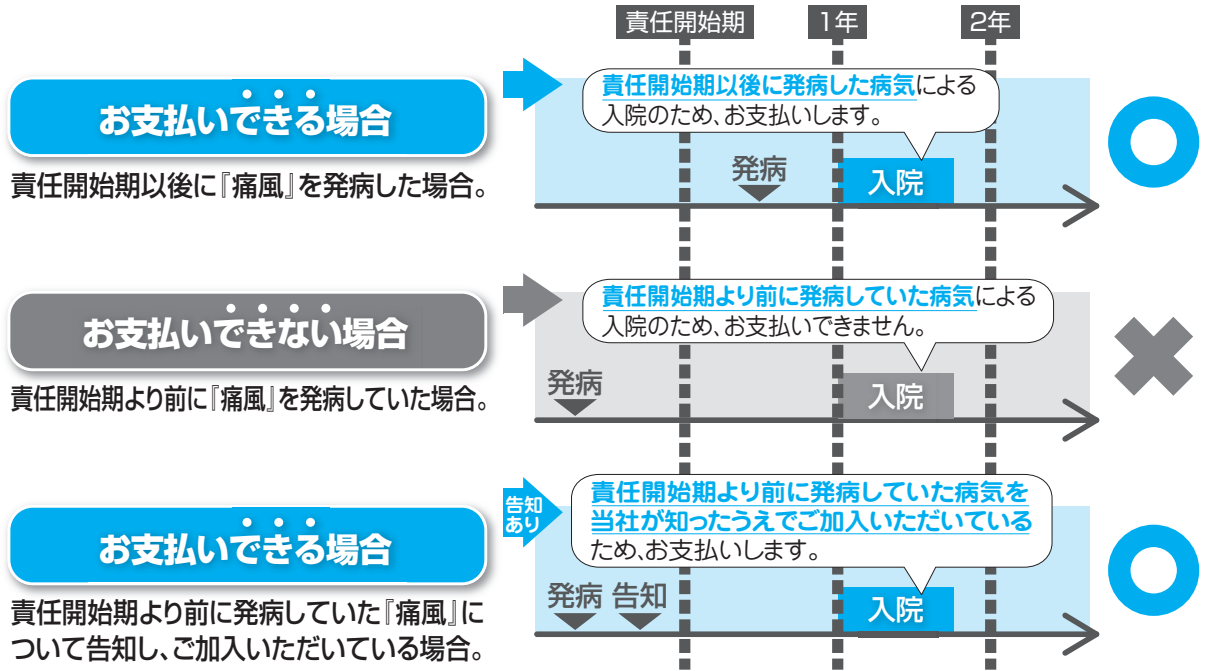 責任開始期
1年
2年
お支払いできる場合
責任開始期以後に『痛風』を発病した場合。
責任開始期以後に発病した病気による
入院のため、お支払いします。
発病
入院
お支払いできない場合
責任開始期より前に『痛風』を発病していた場合。
責任開始期より前に発病していた病気による
入院のため、お支払いできません。
発病
入院
お支払いできる場合
責任開始期より前に発病していた『痛風』に
ついて告知し、ご加入いただいている場合。
告知
あり
責任開始期より前に発病していた病気を
当社が知ったうえでご加入いただいている
ため、お支払いします。
発病 告知
入院